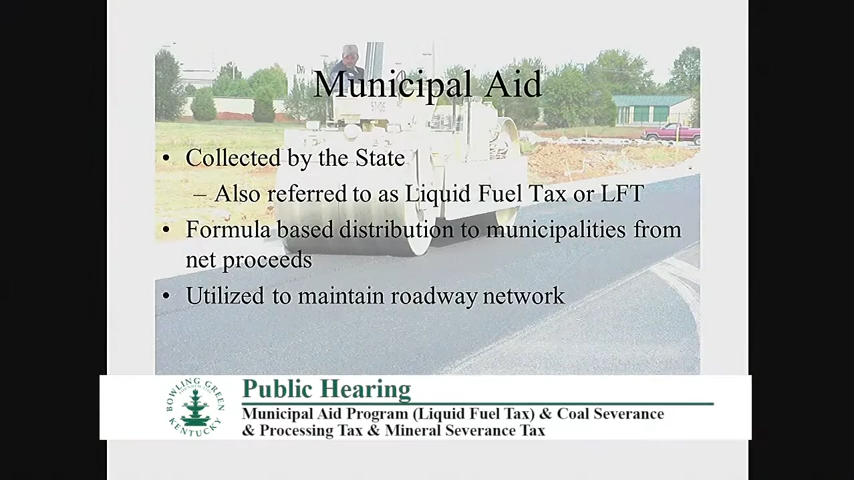 Municipal Aid
• Collected by the State
– Also referred to as Liquid Fuel Tax or LFT
• Formula based distribution to municipalities from
net proceeds
• Utilized to maintain roadway network
BOWLING GREEN
KENTUCKY
Public Hearing
Municipal Aid Program (Liquid Fuel Tax) & Coal Severance
& Processing Tax & Mineral Severance Tax